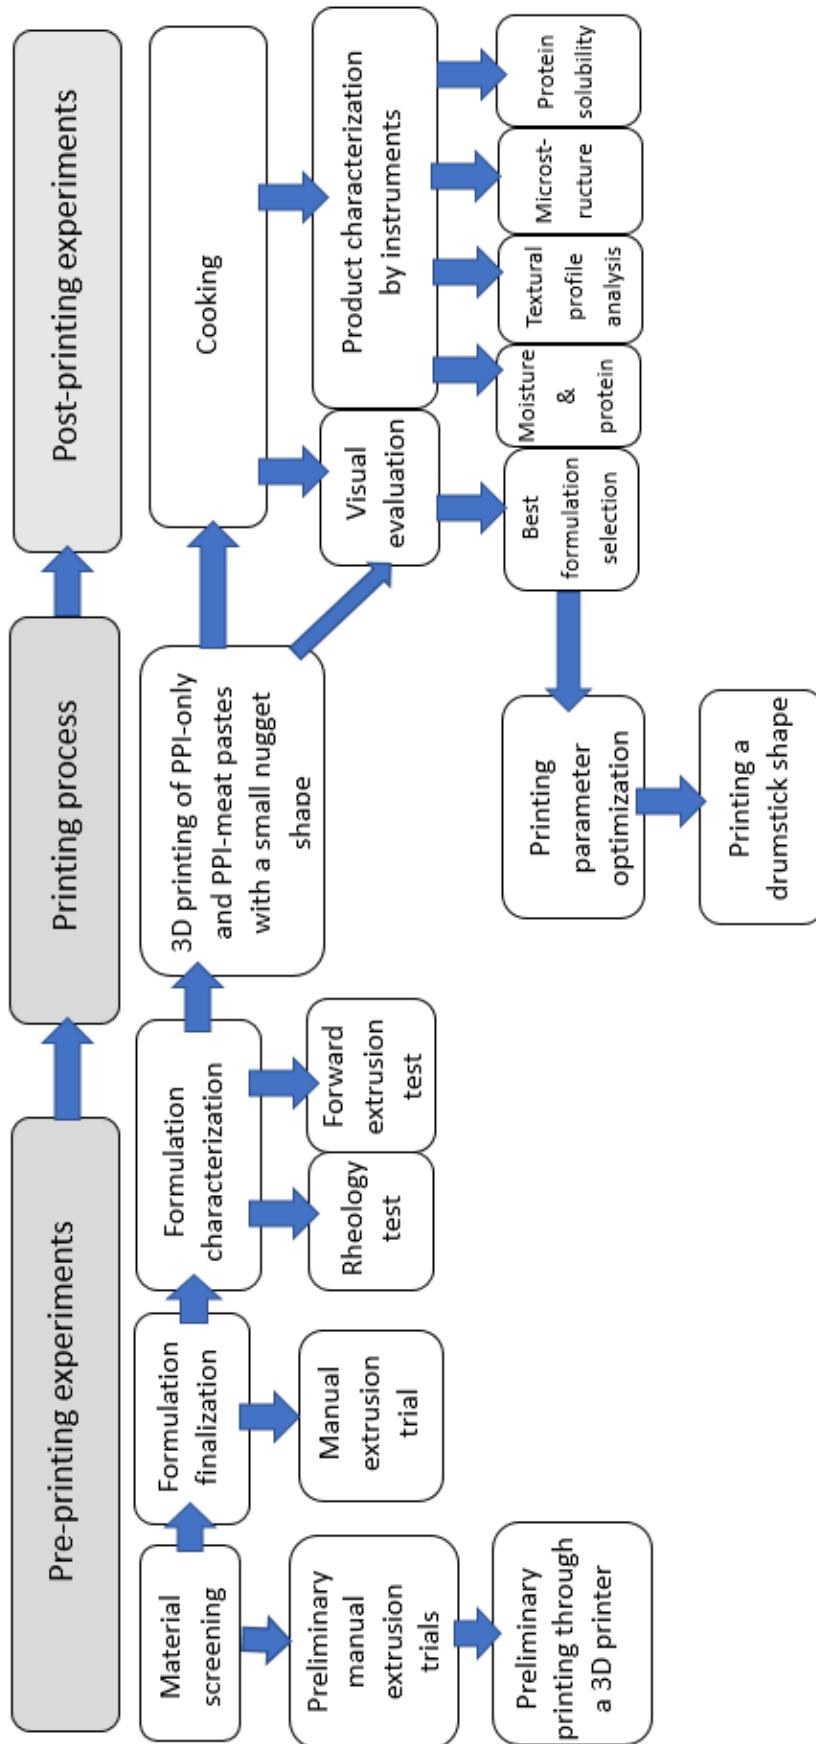 Pre-printing experiments
Printing process
Post-printing experiments
Material
screening
Formulation
finalization
Formulation
characterization
3D printing of PPI-only
and PPI-meat pastes
with a small nugget
shape
Cooking
Preliminary
manual
extrusion
trials
Manual
extrusion
trial
Rheology
test
Forward
extrusion
test
Visual
evaluation
Product characterization
by instruments
Preliminary
printing through
a 3D printer
Printing
parameter
optimization
Best
formulation
selection
Moisture
&
protein
Textural
profile
analysis
Microst-
ructure
Protein
solubility
Printing a
drumstick shape